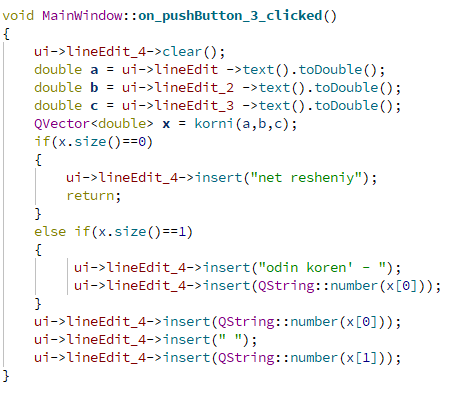 void MainWindow::on_pushButton_3_clicked()
{
    ui->lineEdit_4->clear();
    double a = ui->lineEdit ->text().toDouble();
    double b = ui->lineEdit_2 ->text().toDouble();
    double c = ui->lineEdit_3 ->text().toDouble();
    QVector<double> x = korni(a,b,c);
    if(x.size()==0)
    {
        ui->lineEdit_4->insert("net resheniy");
        return;
    }
    else if(x.size()==1)
    {
         ui->lineEdit_4->insert("odin koren' - ");
         ui->lineEdit_4->insert(QString::number(x[0]));
    }
    ui->lineEdit_4->insert(QString::number(x[0]));
    ui->lineEdit_4->insert(" ");
    ui->lineEdit_4->insert(QString::number(x[1]));
}